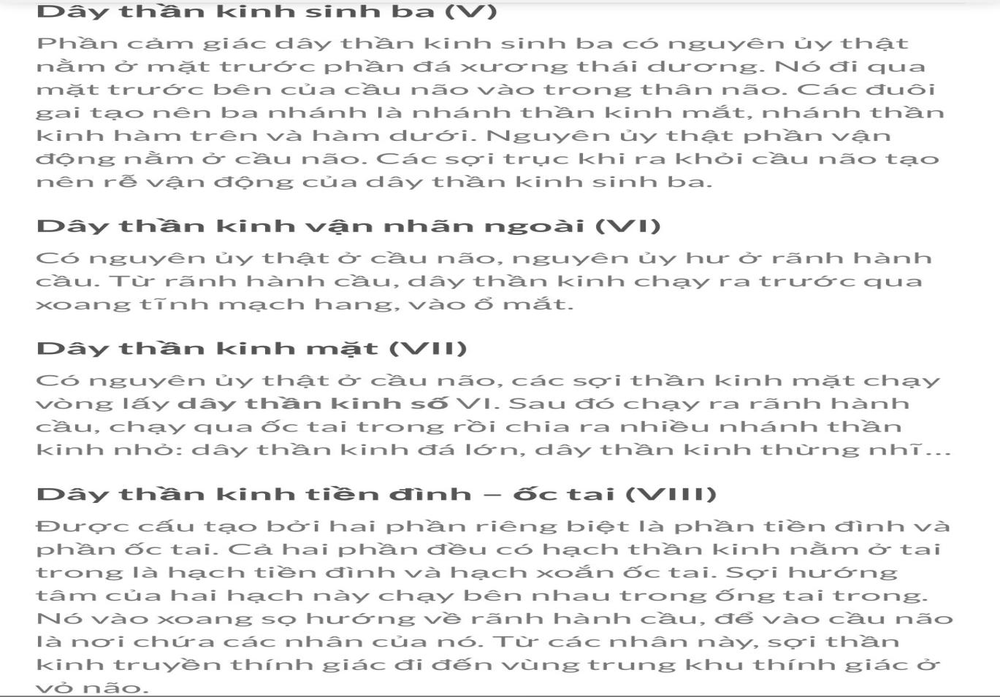 Dây thần kinh sinh ba (V)
Phần cảm giác dây thần kinh sinh ba có nguyên ủy thật
nằm ở mặt trước phần đá xương thái dương. Nó đi qua
mặt trước bên của cầu não vào trong thân não. Các đuôi
gai tạo nên ba nhánh là nhánh thần kinh mắt, nhánh thần
kinh hàm trên và hàm dưới. Nguyên ủy thật phần vận
động nằm ở cầu não. Các sợi trục khi ra khỏi cầu não tạo
nên rễ vận động của dây thần kinh sinh ba.
Dây thần kinh vận nhãn ngoài (VI)
Có nguyên ủy thật ở cầu não, nguyên ủy hư ở rãnh hành
cầu. Từ rãnh hành cầu, dây thần kinh chạy ra trước qua
xoang tĩnh mạch hang, vào ổ mắt.
Dây thần kinh mặt (VII)
Có nguyên ủy thật ở cầu não, các sợi thần kinh mặt chạy
vòng lấy dây thần kinh số VI. Sau đó chạy ra rãnh hành
cầu, chạy qua ốc tai trong rồi chia ra nhiều nhánh thần
kinh nhỏ: dây thần kinh đá lớn, dây thần kinh thừng nhĩ…
Dây thần kinh tiền đình – ốc tai (VIII)
Được cấu tạo bởi hai phần riêng biệt là phần tiền đình và
phần ốc tai. Cả hai phần đều có hạch thần kinh nằm ở tai
trong là hạch tiền đình và hạch xoắn ốc tai. Sợi hướng
tâm của hai hạch này chạy bên nhau trong ống tai trong.
Nó vào xoang sọ hướng về rãnh hành cầu, để vào cầu não
là nơi chứa các nhân của nó. Từ các nhân này, sợi thần
kinh truyền thính giác đi đến vùng trung khu thính giác ở
vỏ não.